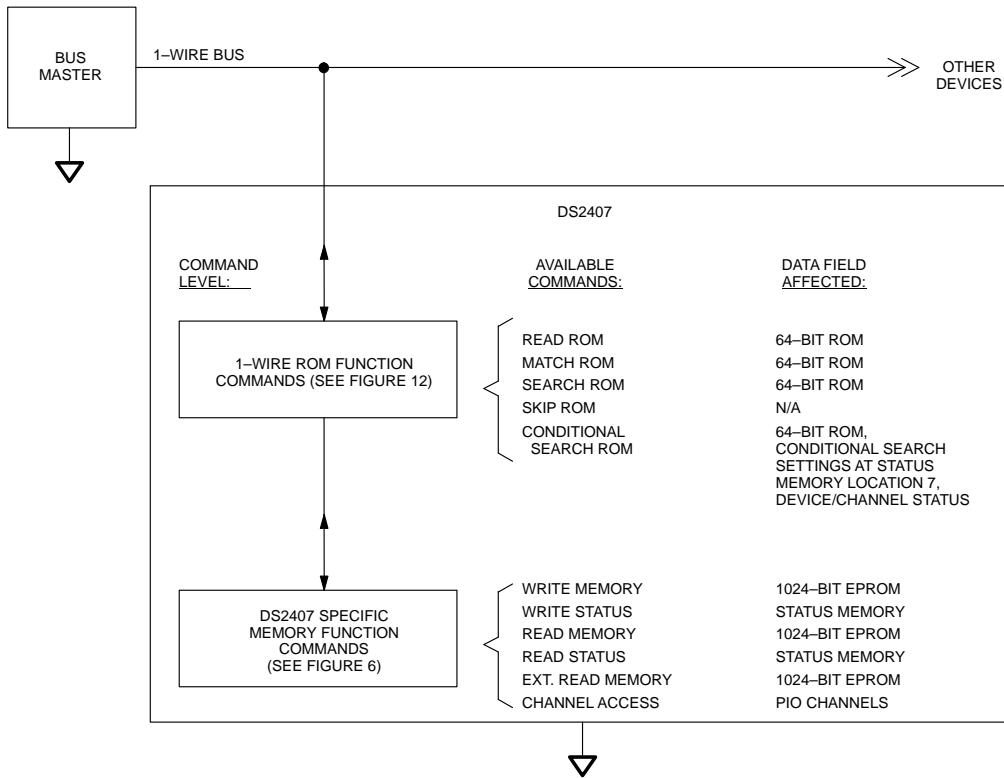 BUS
MASTER
1–WIRE BUS
OTHER
DEVICES
DS2407
COMMAND
LEVEL:
AVAILABLE
COMMANDS:
DATA FIELD
AFFECTED:
1–WIRE ROM FUNCTION
COMMANDS (SEE FIGURE 12)
READ ROM
64–BIT ROM
MATCH ROM
64–BIT ROM
SEARCH ROM
64–BIT ROM
SKIP ROM
N/A
CONDITIONAL
SEARCH ROM
64–BIT ROM,
CONDITIONAL SEARCH
SETTINGS AT STATUS
MEMORY LOCATION 7,
DEVICE/CHANNEL STATUS
DS2407 SPECIFIC
MEMORY FUNCTION
COMMANDS
(SEE FIGURE 6)
WRITE MEMORY
1024–BIT EPROM
WRITE STATUS
STATUS MEMORY
READ MEMORY
1024–BIT EPROM
READ STATUS
STATUS MEMORY
EXT. READ MEMORY
1024–BIT EPROM
CHANNEL ACCESS
PIO CHANNELS